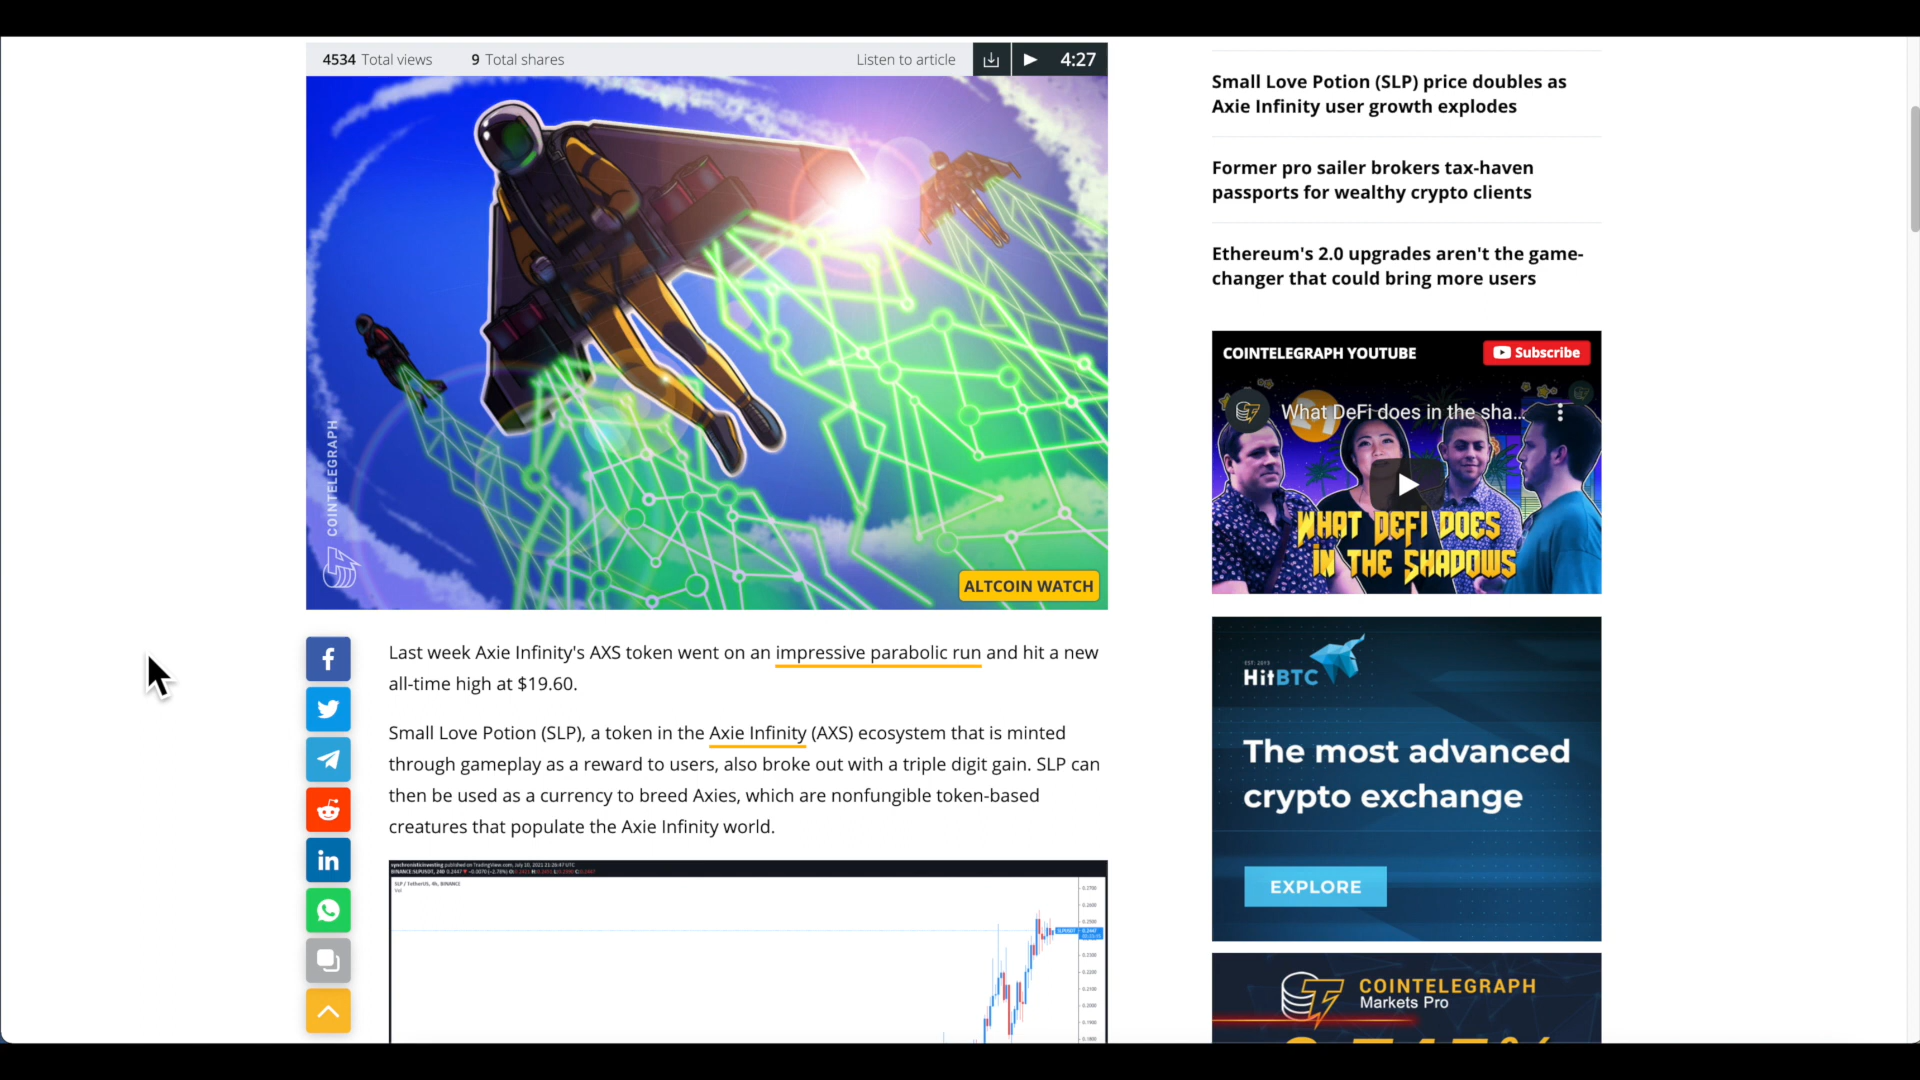 4534 Total views 9 Total shares Listen to article 4:27
COINTELEGRAPH
ALTCOIN WATCH
Last week Axie Infinity's AXS token went on an impressive parabolic run and hit a new
all-time high at $19.60.
Small Love Potion (SLP), a token in the Axie Infinity (AXS) ecosystem that is minted
through gameplay as a reward to users, also broke out with a triple digit gain. SLP can
then be used as a currency to breed Axies, which are nonfungible token-based
creatures that populate the Axie Infinity world.
SLP / TetherUS, 4h, BINANCE
Vol
Small Love Potion (SLP) price doubles as
Axie Infinity user growth explodes
Former pro sailer brokers tax-haven
passports for wealthy crypto clients
Ethereum's 2.0 upgrades aren't the game-
changer that could bring more users
COINTELEGRAPH YOUTUBE Subscribe
What DeFi does in the sha...
WHAT DEFI DOES
IN THE SHADOWS
HitBTC
The most advanced
crypto exchange
EXPLORE
COINTELEGRAPH
Markets Pro